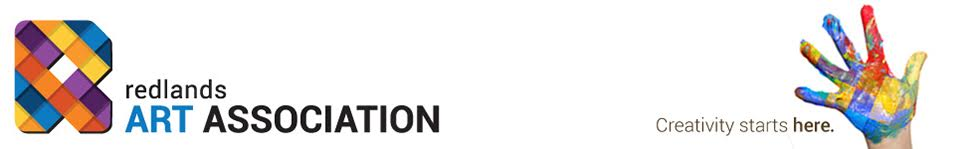 redlands
ART ASSOCIATION
Creativity starts here.